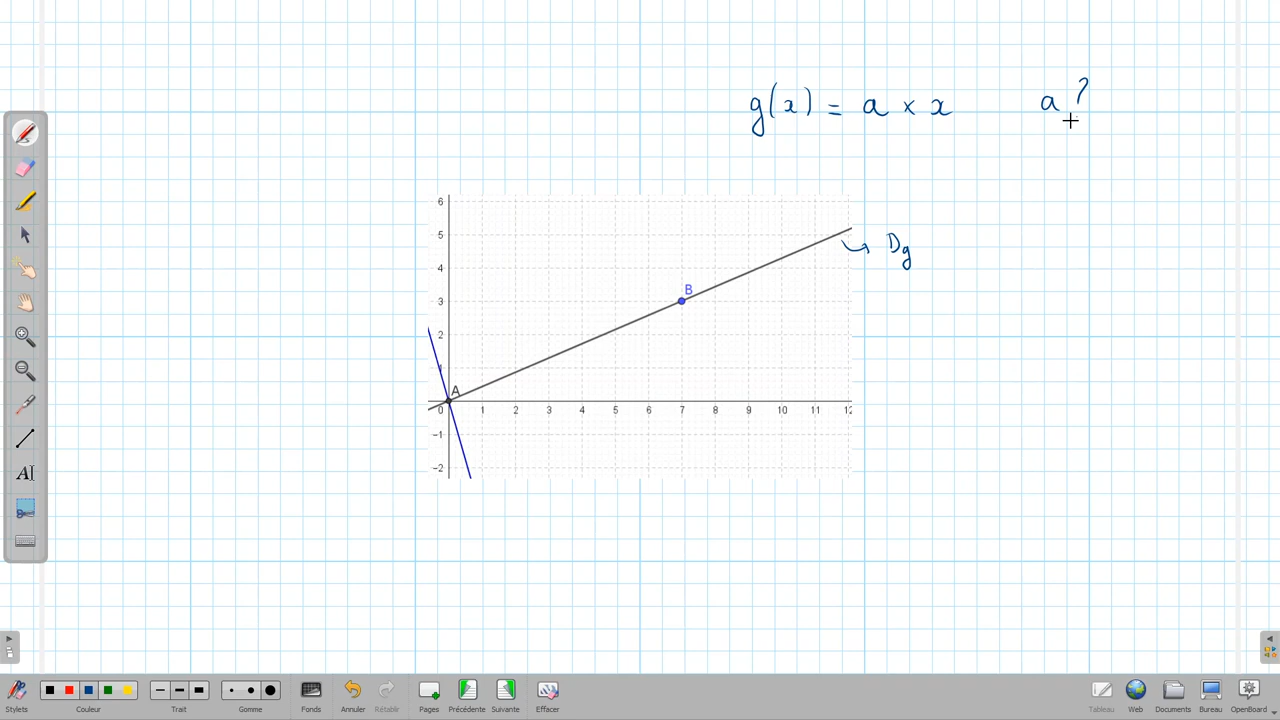 g(x) = a × x
a ?
6
5
Dg
4
B
3
2
1
A
0 1 2 3 4 5 6 7 8 9 10 11 12
-1
-2
AI
Stylets
Couleur
Trait
Gomme
Fonds
Annuler
Rétablir
Pages
Précédente
Suivante
Effacer
Tableau
Web
Documents
Bureau
OpenBoard